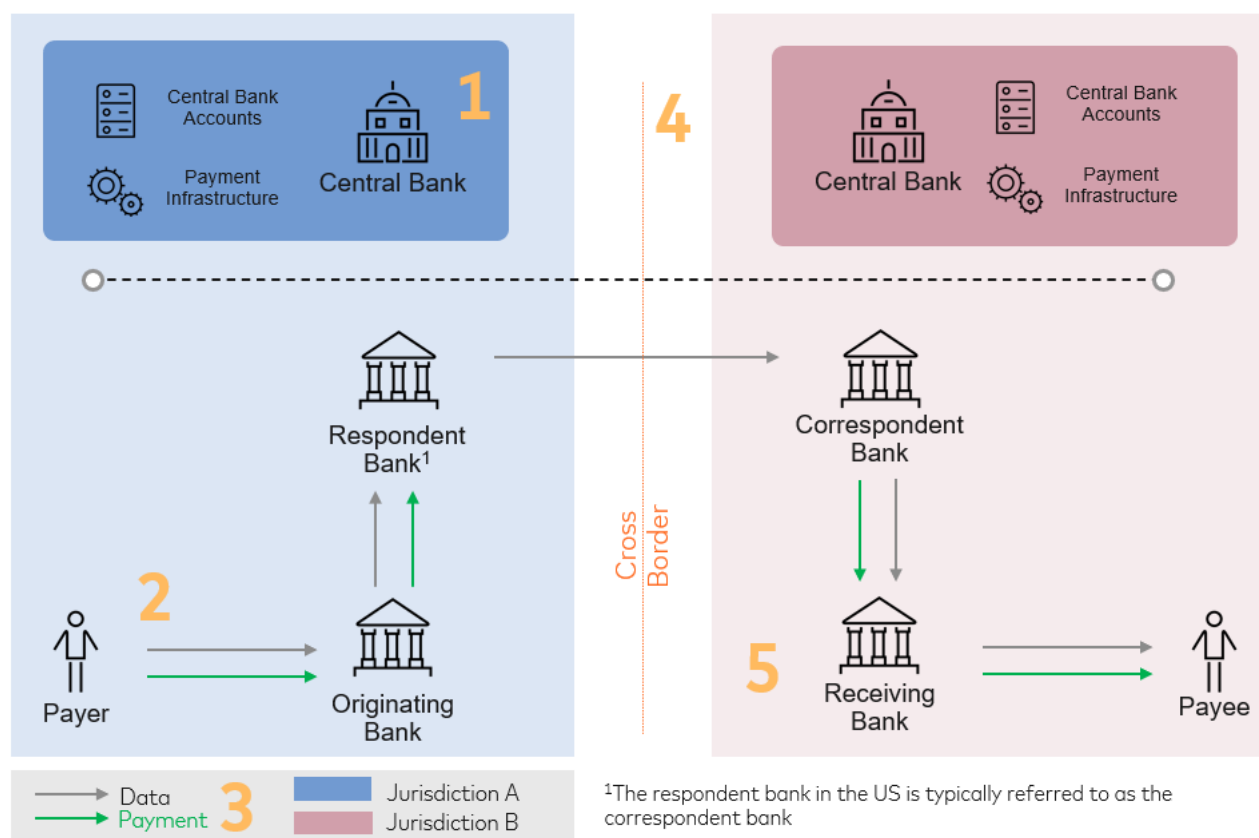 1
Central Bank
Accounts
Payment
Infrastructure
Central Bank
4
Central Bank
Central Bank
Accounts
Payment
Infrastructure
Respondent
Bank¹
Correspondent
Bank
Cross
Border
2
Payer
Originating
Bank
5
Receiving
Bank
Payee
Data
Payment
3
Jurisdiction A
Jurisdiction B
¹The respondent bank in the US is typically referred to as the
correspondent bank